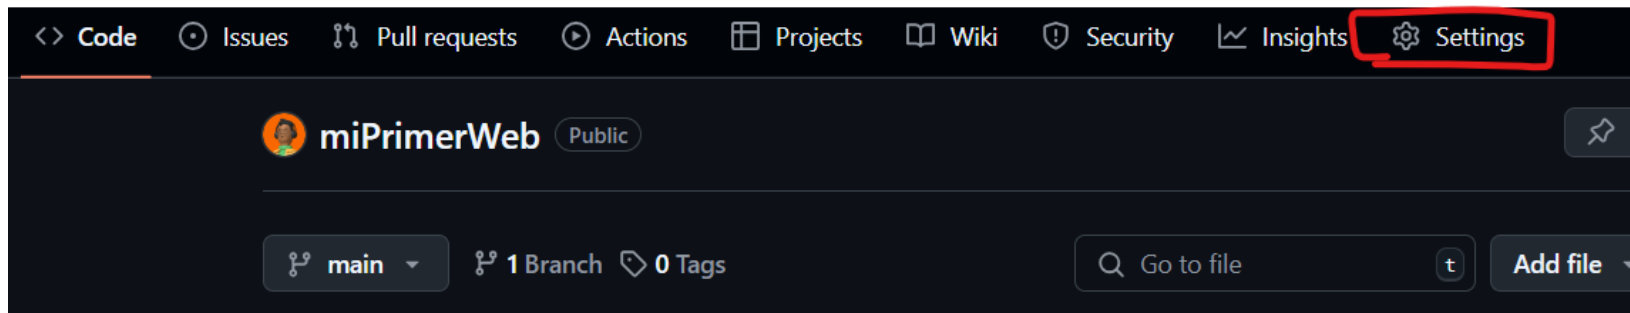 Code Issues Pull requests Actions Projects Wiki Security Insights Settings
miPrimerWeb Public
main 1 Branch 0 Tags Go to file t Add file